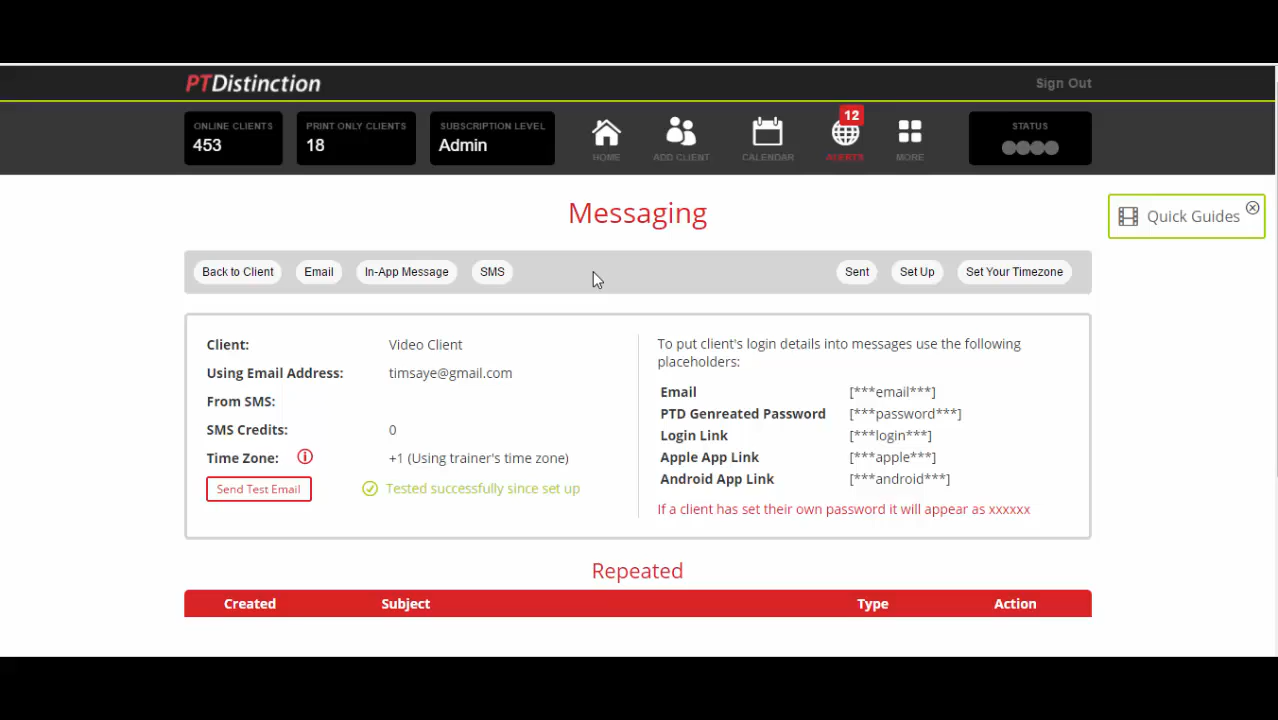 PTDistinction
Sign Out
ONLINE CLIENTS
453
PRINT ONLY CLIENTS
18
SUBSCRIPTION LEVEL
Admin
HOME
ADD CLIENT
CALENDAR
12
ALERTS
MORE
STATUS
Messaging
Quick Guides
Back to Client
Email
In-App Message
SMS
Sent
Set Up
Set Your Timezone
Client: Video Client
Using Email Address: timsaye@gmail.com
From SMS:
SMS Credits: 0
Time Zone: +1 (Using trainer's time zone)
Send Test Email
Tested successfully since set up
To put client's login details into messages use the following
placeholders:
Email [***email***]
PTD Genreated Password [***password***]
Login Link [***login***]
Apple App Link [***apple***]
Android App Link [***android***]
If a client has set their own password it will appear as xxxxxx
Repeated
Created Subject Type Action